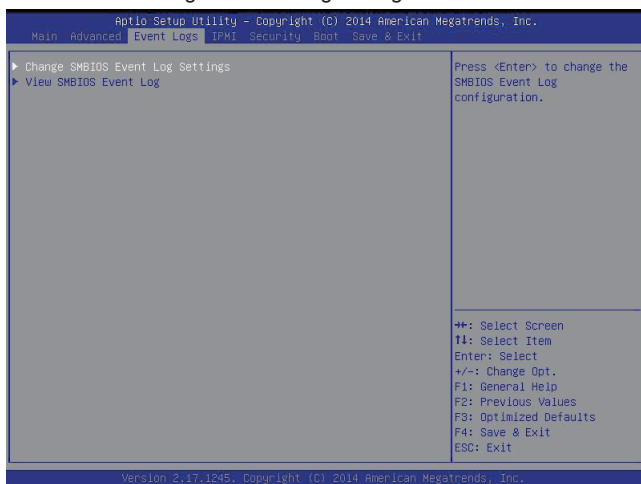 Aptio Setup Utility – Copyright (C) 2014 American Megatrends, Inc.
Main Advanced Event Logs IPMI Security Boot Save & Exit
▶ Change SMBIOS Event Log Settings
▶ View SMBIOS Event Log
Press <Enter> to change the
SMBIOS Event Log
configuration.
→←: Select Screen
↑↓: Select Item
Enter: Select
+/-: Change Opt.
F1: General Help
F2: Previous Values
F3: Optimized Defaults
F4: Save & Exit
ESC: Exit
Version 2.17.1245. Copyright (C) 2014 American Megatrends, Inc.